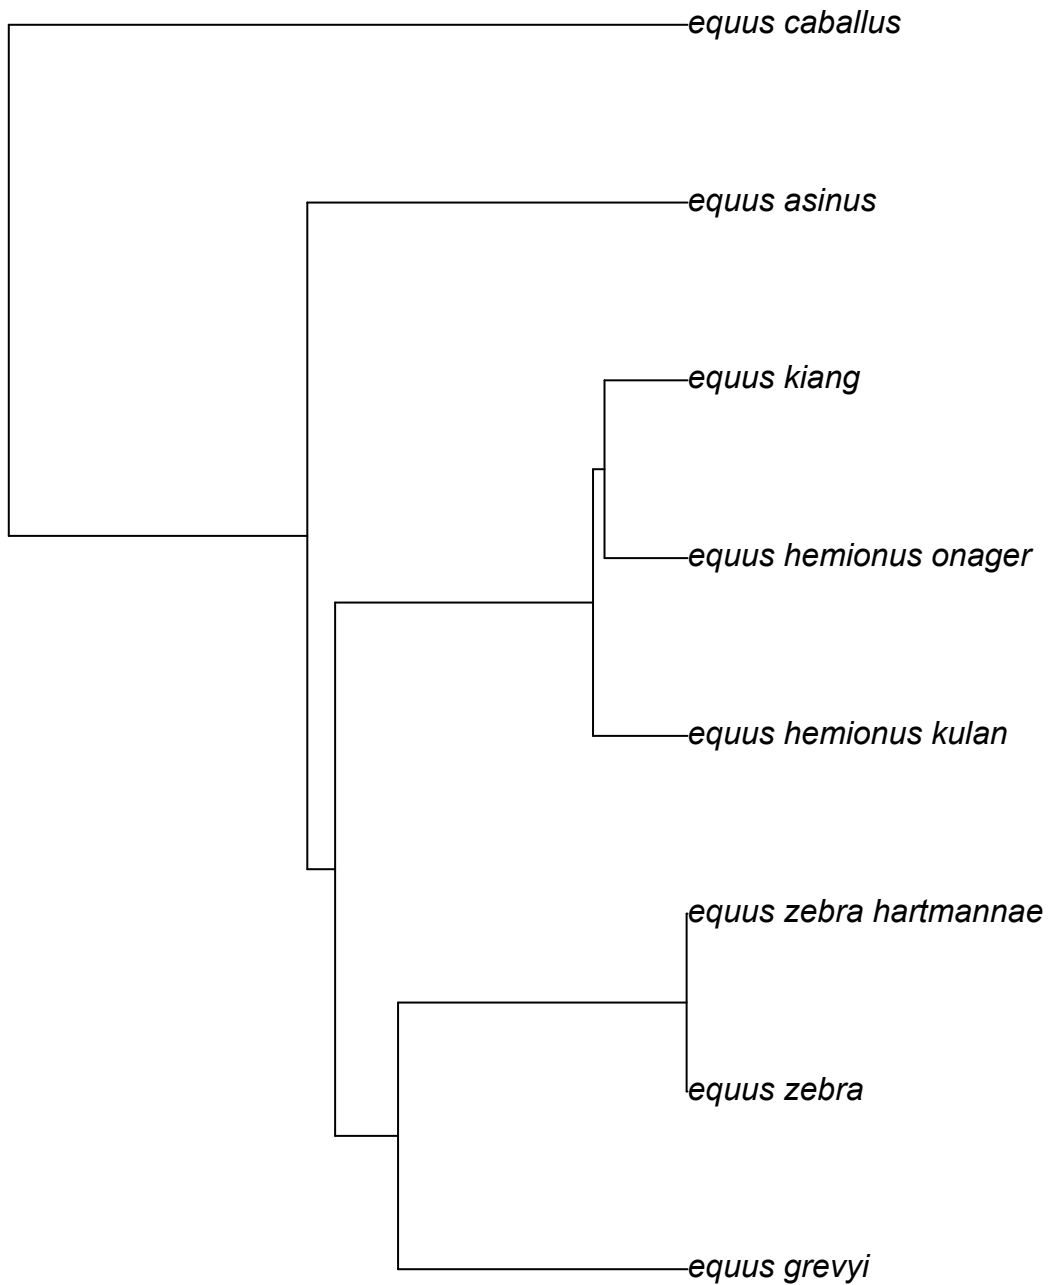 equus caballus
equus asinus
equus kiang
equus hemionus onager
equus hemionus kulan
equus zebra hartmannae
equus zebra
equus grevyi